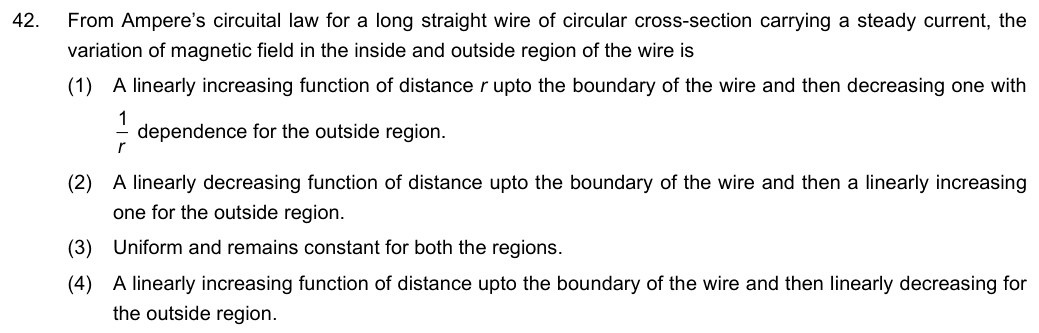 42. From Ampere's circuital law for a long straight wire of circular cross-section carrying a steady current, the
variation of magnetic field in the inside and outside region of the wire is
(1) A linearly increasing function of distance r upto the boundary of the wire and then decreasing one with
1/r dependence for the outside region.
(2) A linearly decreasing function of distance upto the boundary of the wire and then a linearly increasing
one for the outside region.
(3) Uniform and remains constant for both the regions.
(4) A linearly increasing function of distance upto the boundary of the wire and then linearly decreasing for
the outside region.